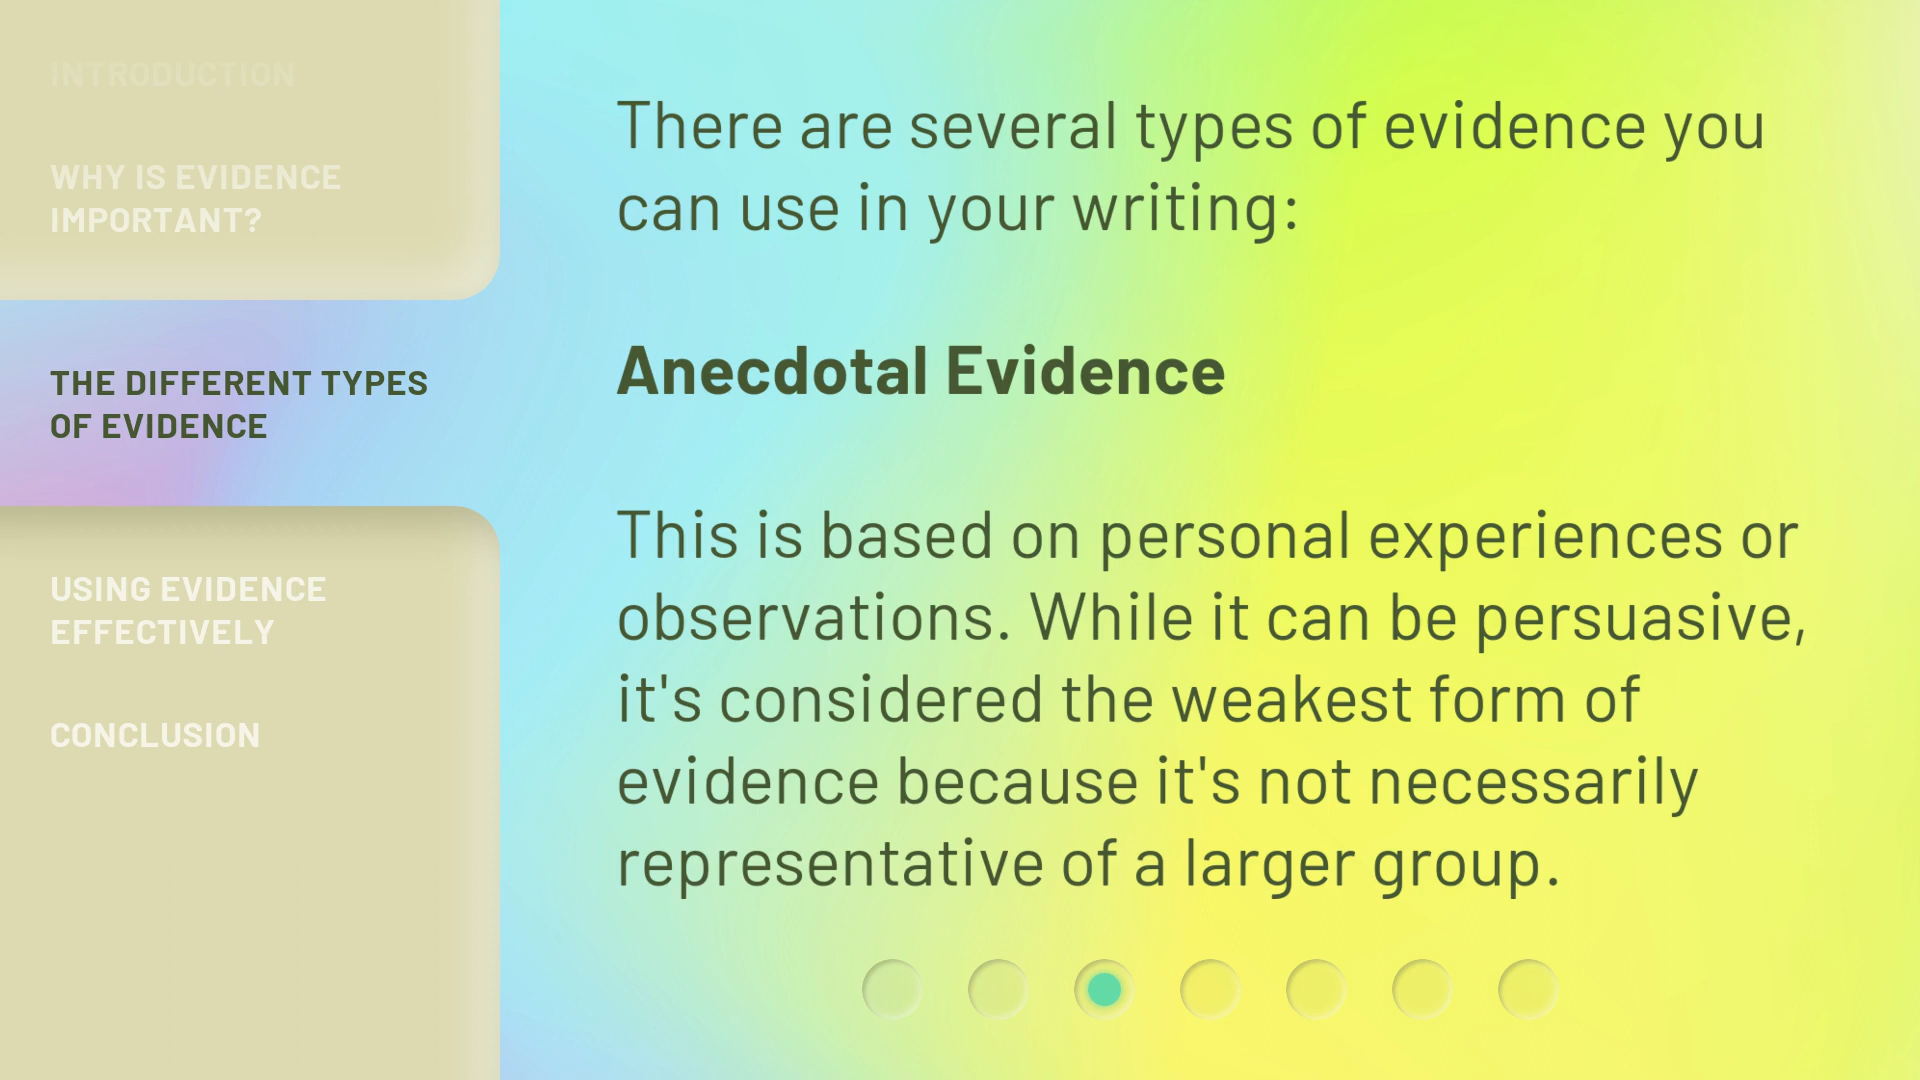 INTRODUCTION
WHY IS EVIDENCE
IMPORTANT?
THE DIFFERENT TYPES
OF EVIDENCE
USING EVIDENCE
EFFECTIVELY
CONCLUSION
There are several types of evidence you
can use in your writing:
Anecdotal Evidence
This is based on personal experiences or
observations. While it can be persuasive,
it's considered the weakest form of
evidence because it's not necessarily
representative of a larger group.